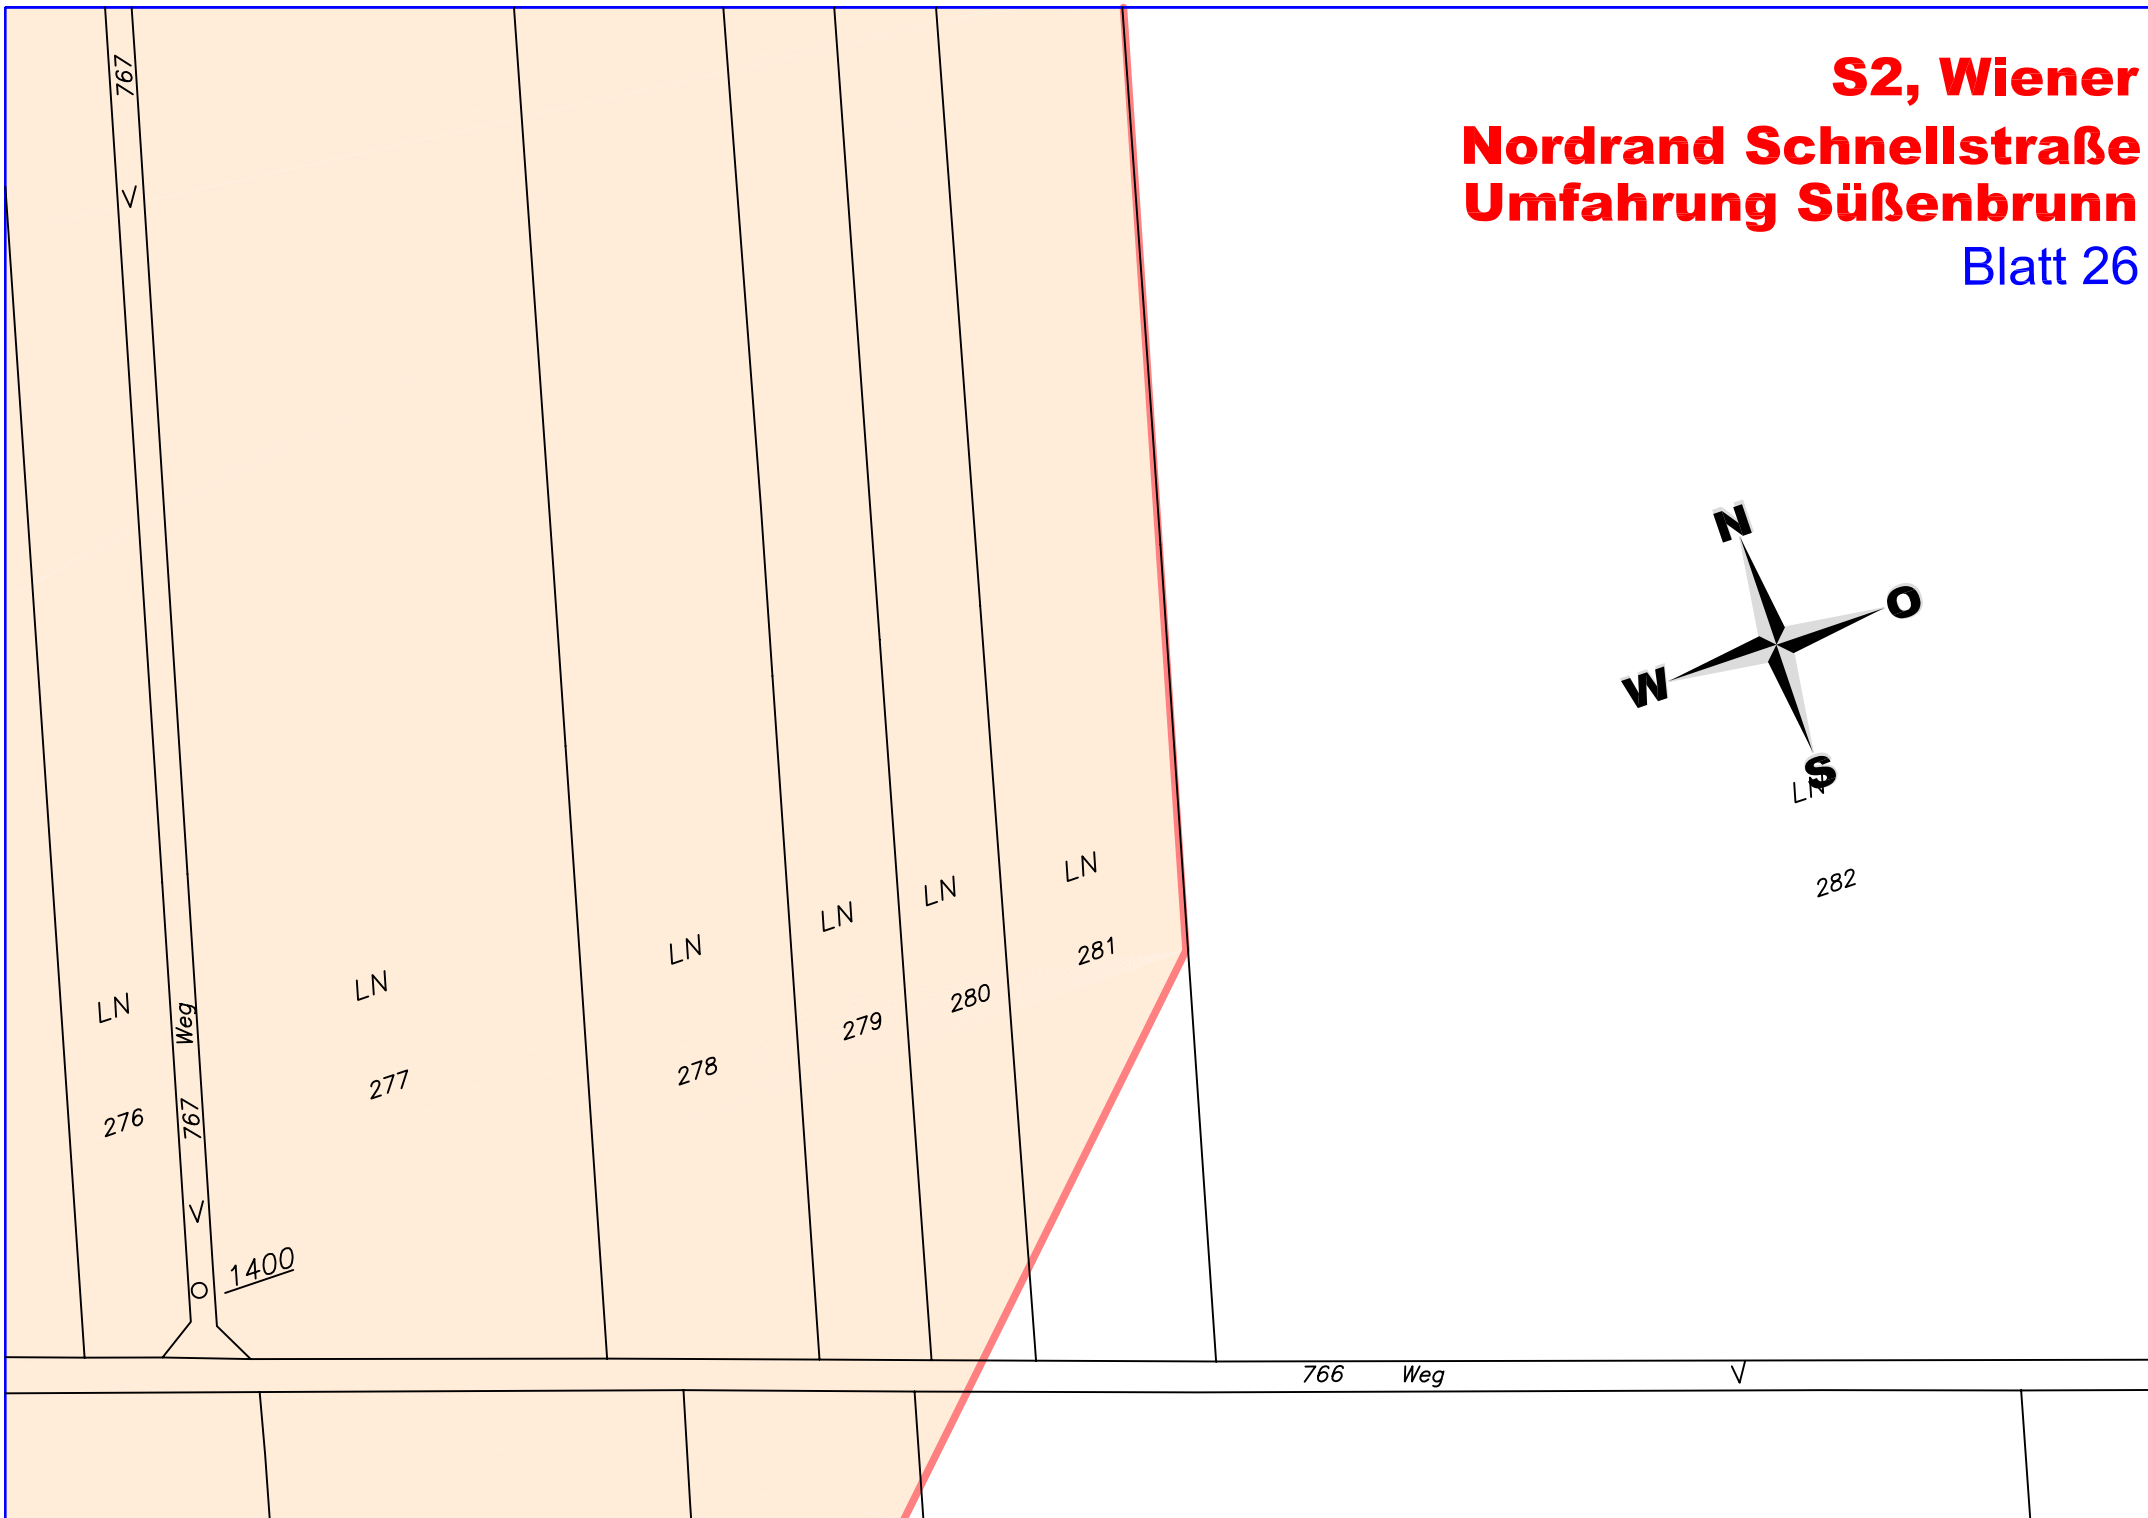 S2, Wiener
Nordrand Schnellstraße
Umfahrung Süßenbrunn
Blatt 26
767
N
O
W
S
LN
282
LN
281
LN
280
LN
279
LN
278
LN
277
LN
276
Weg
767
1400
766 Weg